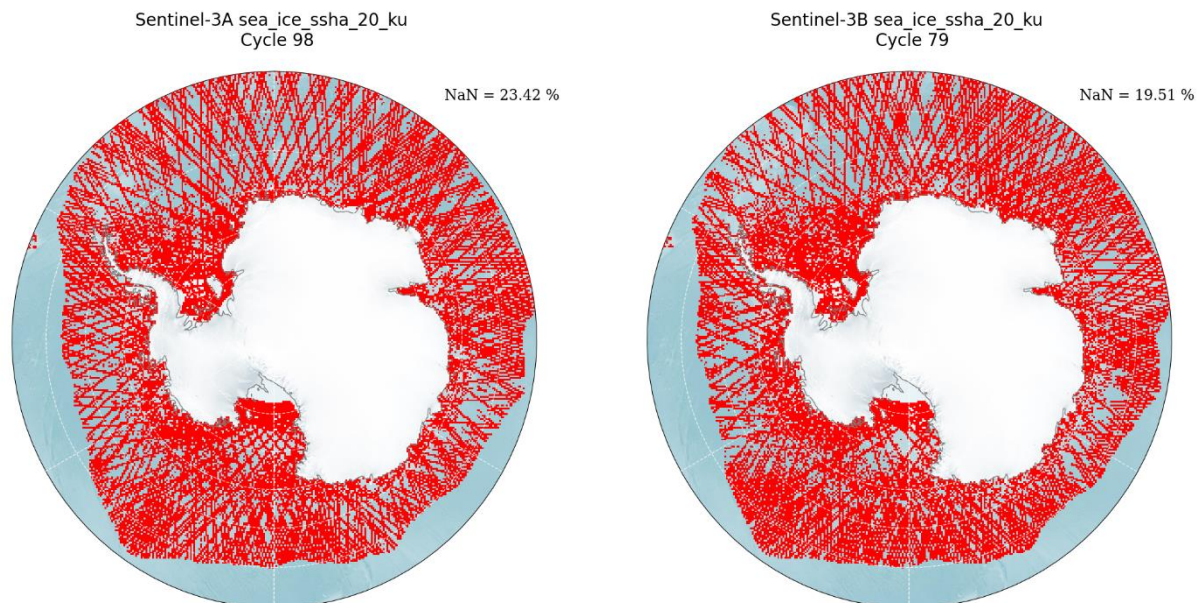 Sentinel-3A sea_ice_ssha_20_ku
Cycle 98
NaN = 23.42 %
Sentinel-3B sea_ice_ssha_20_ku
Cycle 79
NaN = 19.51 %